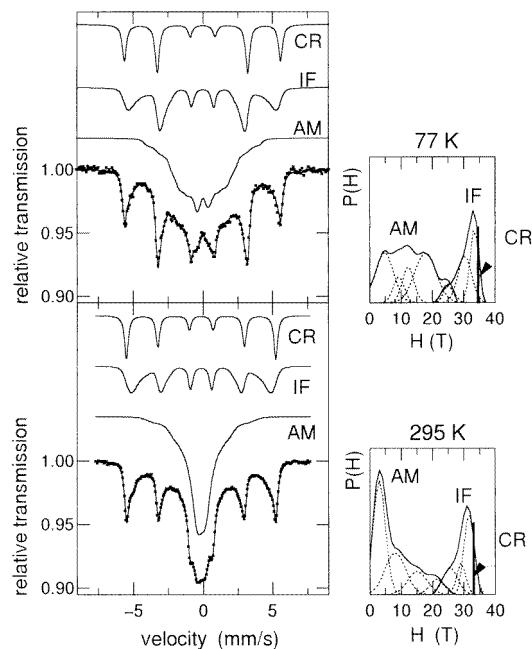 CR
IF
AM
relative transmission
1.00
0.95
0.90
CR
IF
AM
relative transmission
1.00
0.95
0.90
−5 0 5
velocity (mm/s)
77 K
P(H)
AM
IF
CR
0 10 20 30 40
H (T)
295 K
P(H)
AM
IF
CR
0 10 20 30 40
H (T)